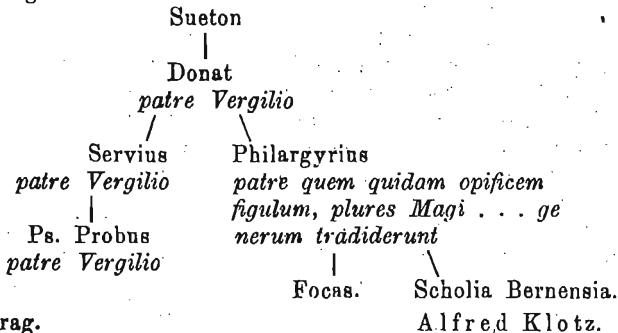 Sueton
Donat
patre Vergilio
Servius Philargyrius
patre Vergilio patre quem quidam opificem
figulum, plures Magi . . . ge
Ps. Probus nerum tradiderunt
patre Vergilio
Focas. Scholia Bernensia.
rag. Alfred Klotz.